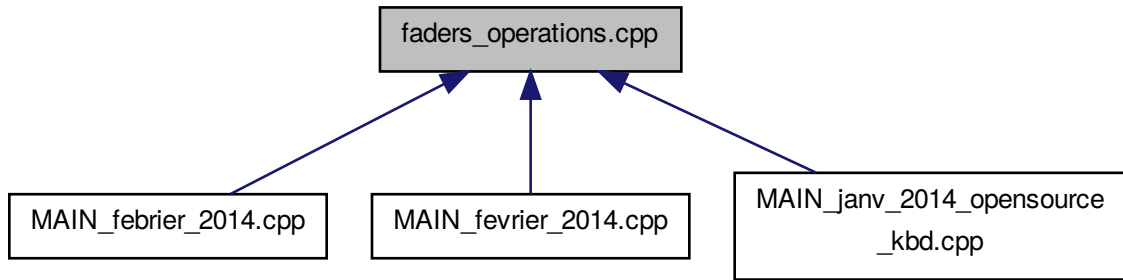 faders_operations.cpp
MAIN_febrier_2014.cpp
MAIN_fevrier_2014.cpp
MAIN_janv_2014_opensource
_kbd.cpp